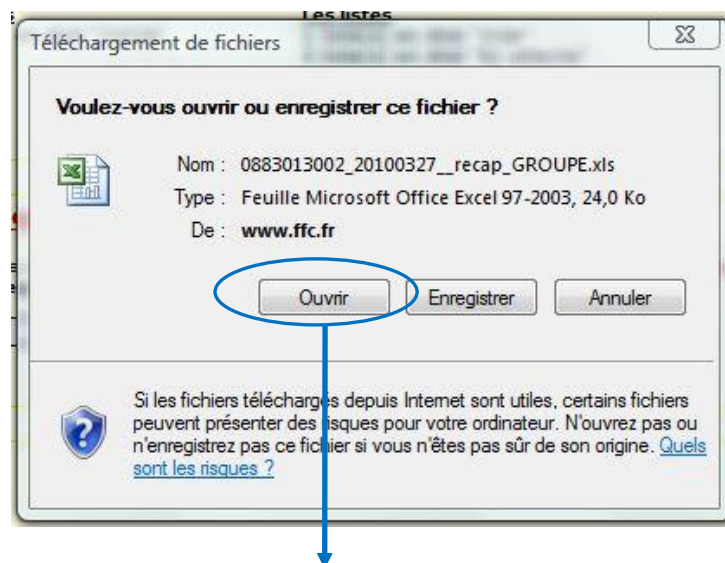 Les listes
Téléchargement de fichiers
Voulez-vous ouvrir ou enregistrer ce fichier ?
Nom : 0883013002_20100327__recap_GROUPE.xls
Type : Feuille Microsoft Office Excel 97-2003, 24,0 Ko
De : www.ffc.fr
Ouvrir Enregistrer Annuler
Si les fichiers téléchargés depuis Internet sont utiles, certains fichiers
peuvent présenter des risques pour votre ordinateur. N'ouvrez pas ou
n'enregistrez pas ce fichier si vous n'êtes pas sûr de son origine. Quels
sont les risques ?